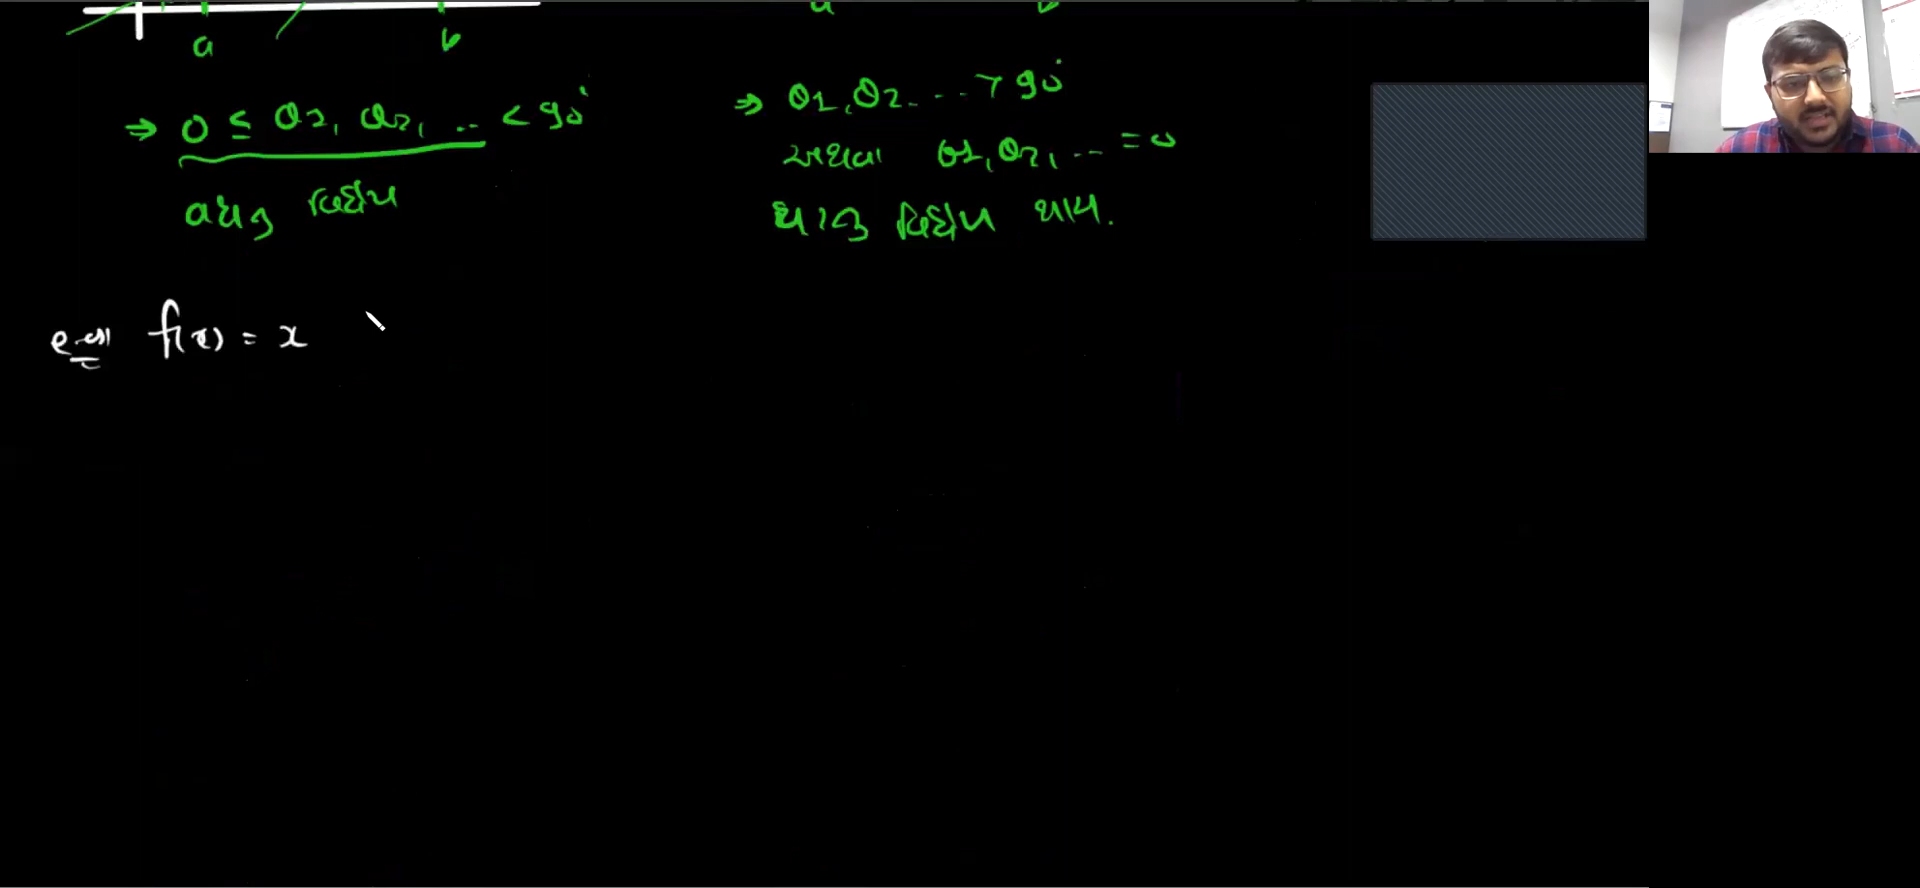 a b a b
⇒ 0 ≤ θ1, θ2, ... < 90°
વધતુ વિધેય
⇒ θ1, θ2 ... > 90°
અથવા θ1, θ2, ... = 0
ઘટતુ વિધેય થાય.
f(x) = x